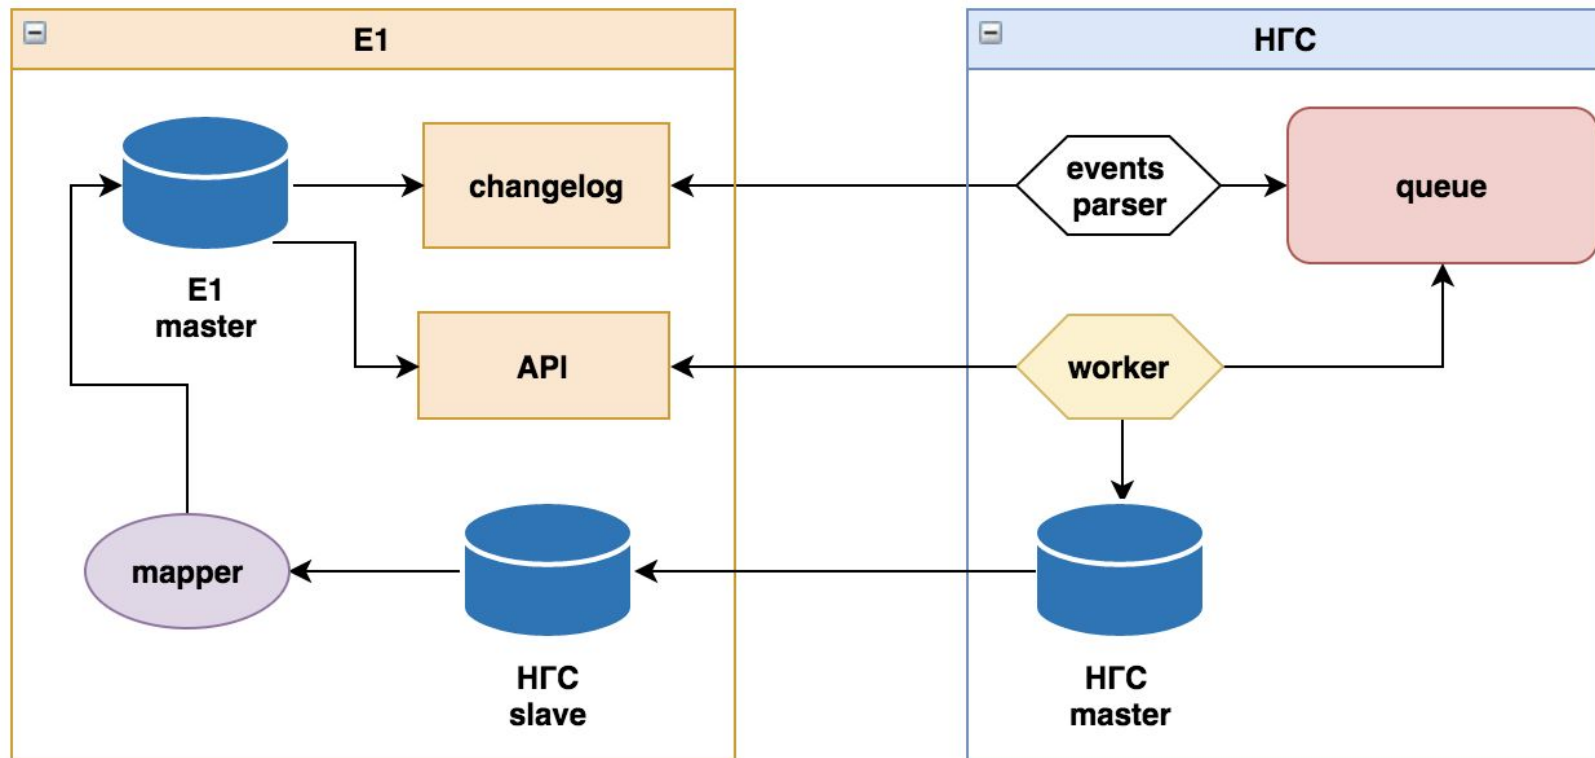 E1
НГС
changelog
events
parser
queue
E1
master
API
worker
mapper
НГС
slave
НГС
master